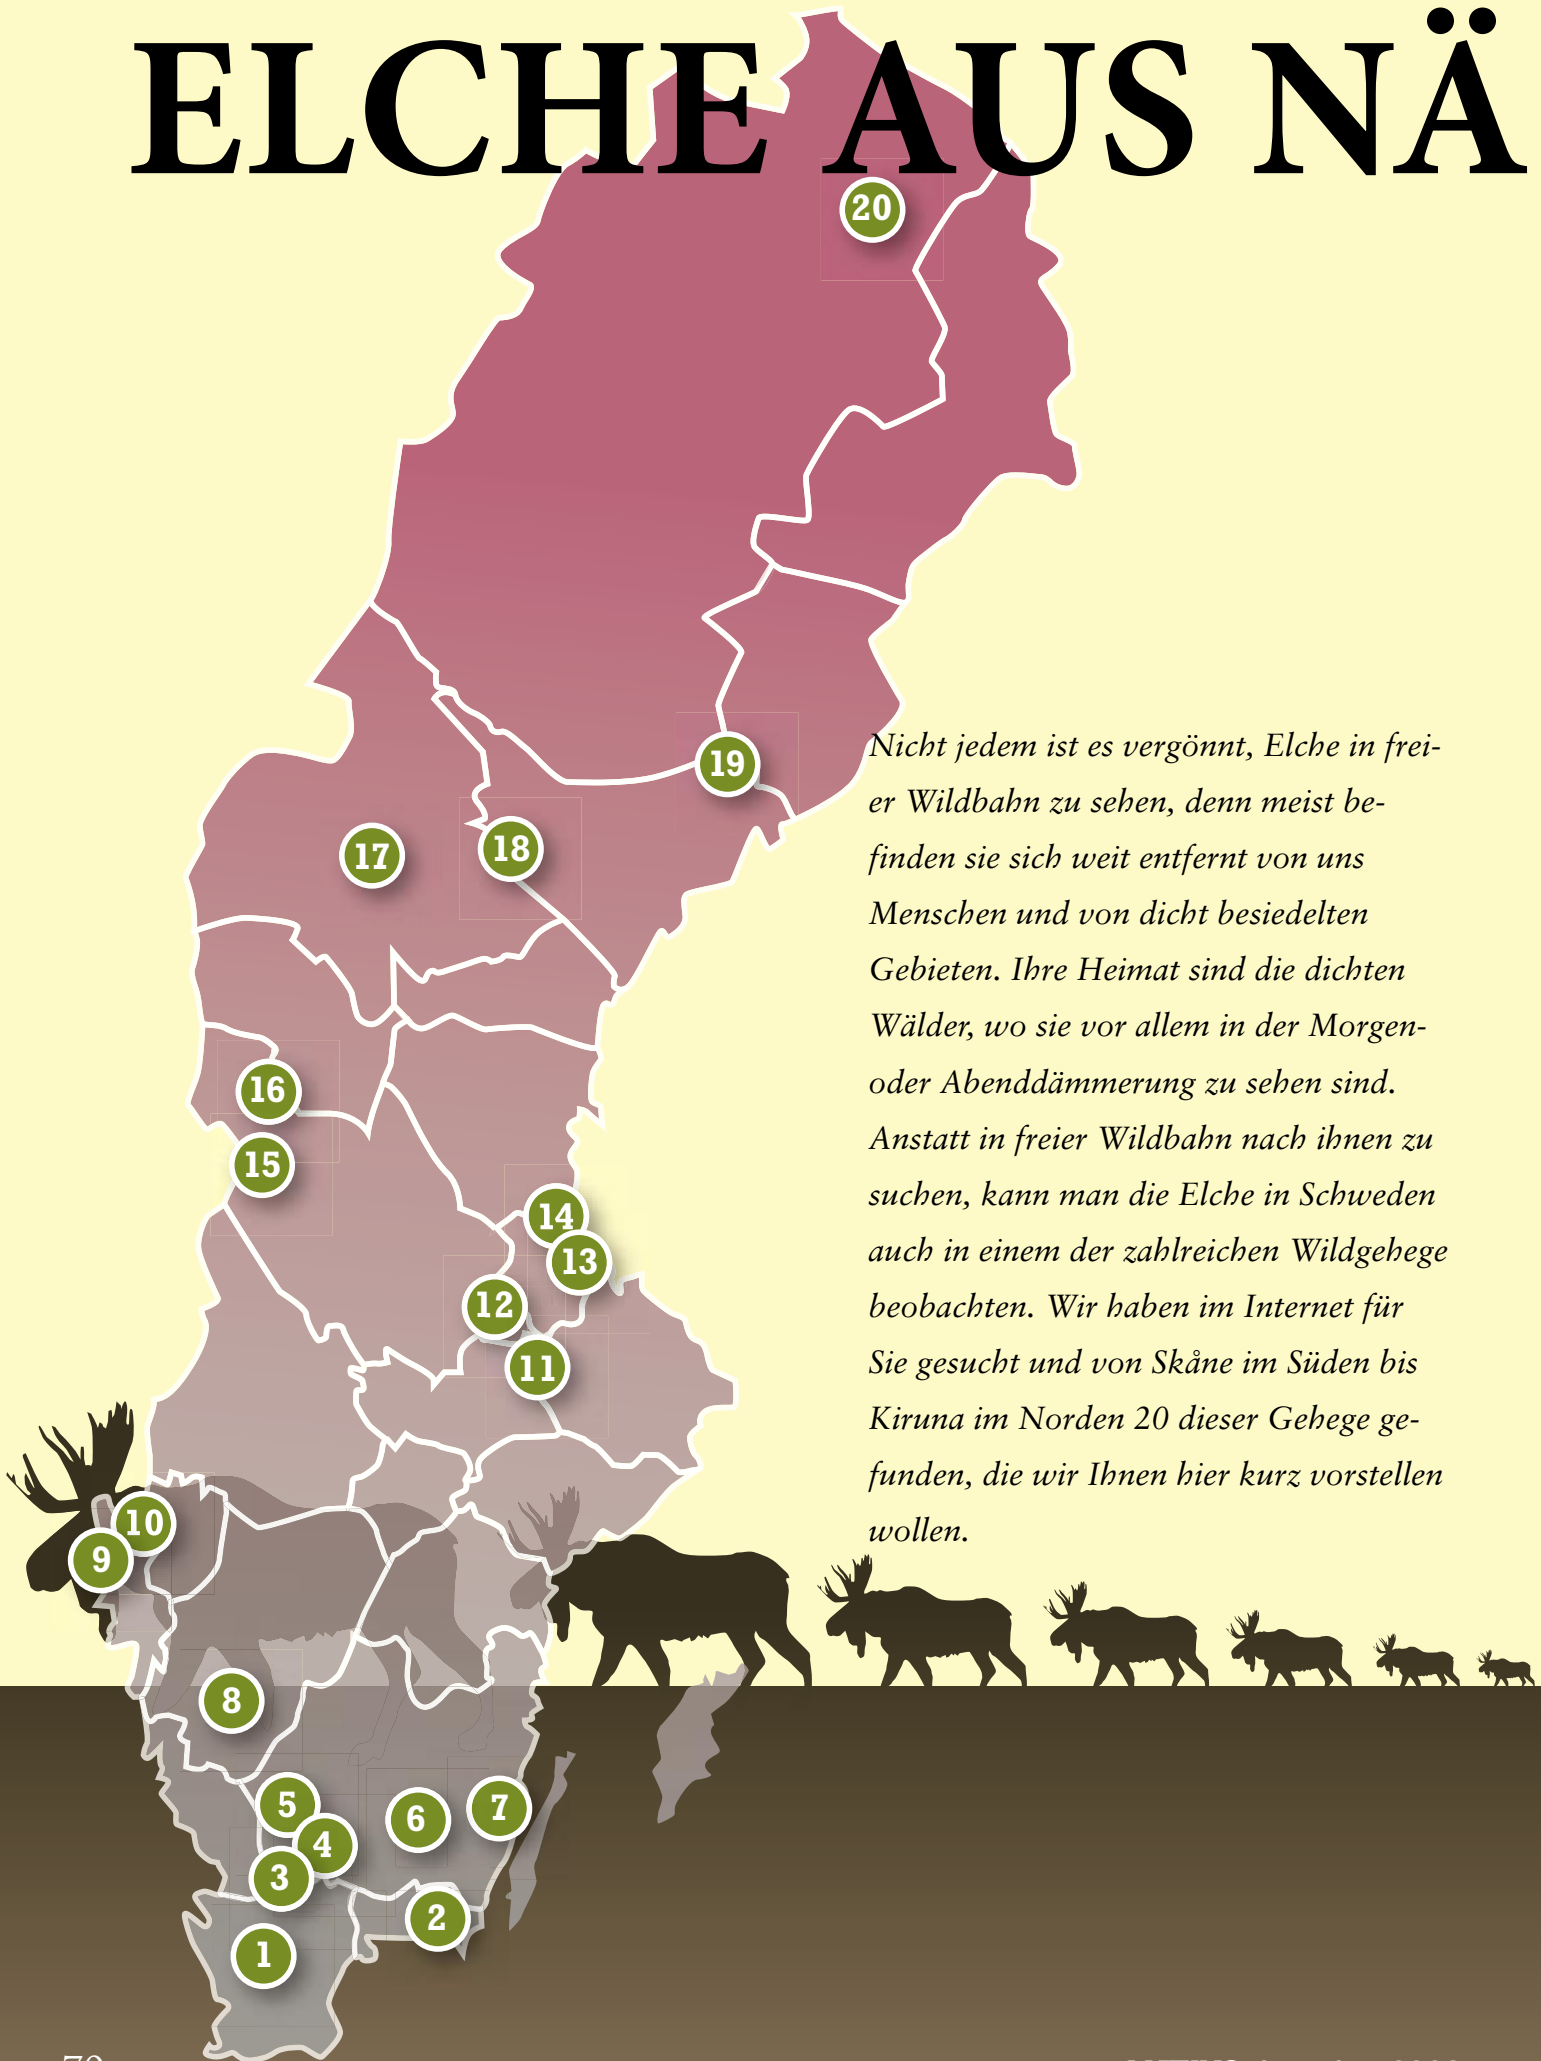 ELCHE AUS NÄ
20
Nicht jedem ist es vergönnt, Elche in frei-
er Wildbahn zu sehen, denn meist be-
finden sie sich weit entfernt von uns
Menschen und von dicht besiedelten
Gebieten. Ihre Heimat sind die dichten
Wälder, wo sie vor allem in der Morgen-
oder Abenddämmerung zu sehen sind.
Anstatt in freier Wildbahn nach ihnen zu
suchen, kann man die Elche in Schweden
auch in einem der zahlreichen Wildgehege
beobachten. Wir haben im Internet für
Sie gesucht und von Skåne im Süden bis
Kiruna im Norden 20 dieser Gehege ge-
funden, die wir Ihnen hier kurz vorstellen
wollen.
19
18
17
16
15
14
13
12
11
10
9
8
5
7
6
4
3
2
1